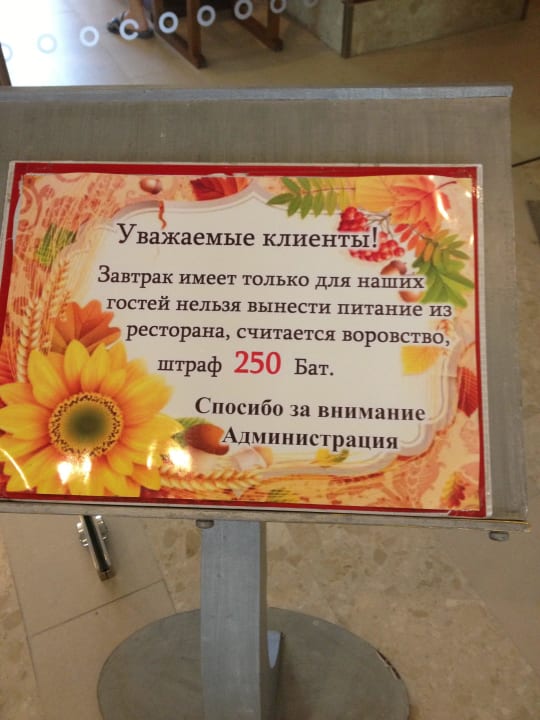 Уважаемые клиенты!
Завтрак имеет только для наших
гостей нельзя вынести питание из
ресторана, считается воровство,
штраф 250 Бат.
Спосибо за внимание
Администрация